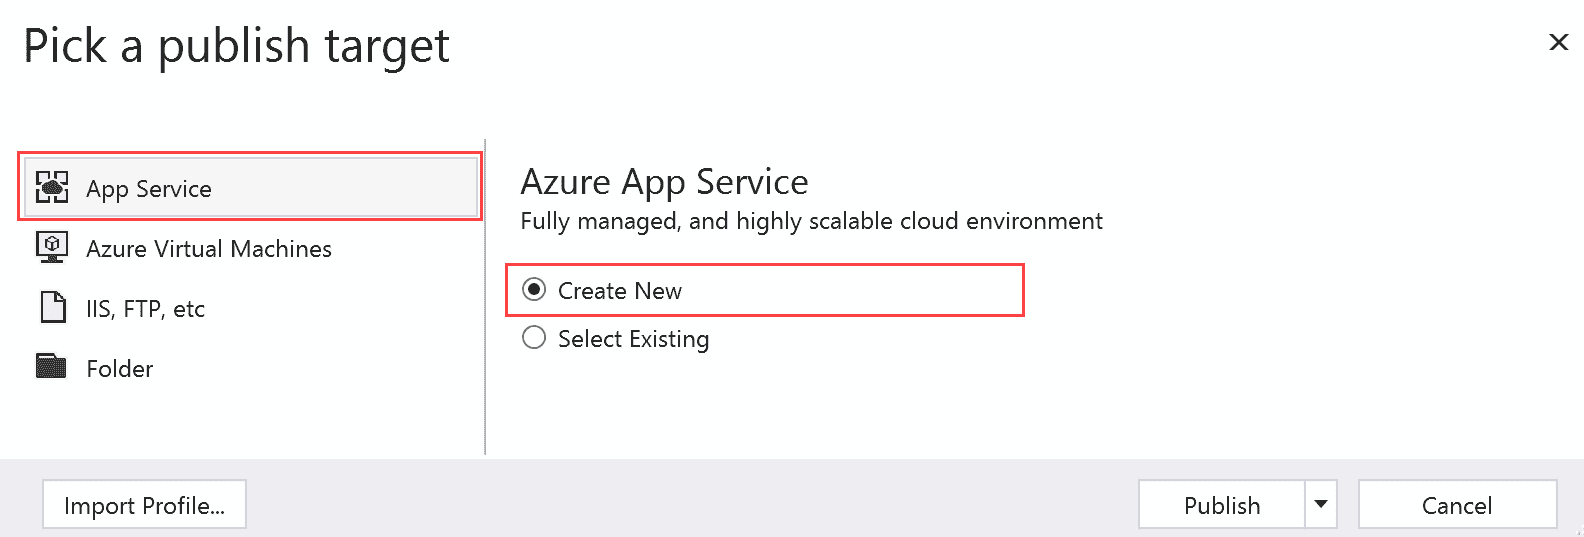 Pick a publish target
App Service
Azure Virtual Machines
IIS, FTP, etc
Folder
Azure App Service
Fully managed, and highly scalable cloud environment
Create New
Select Existing
Import Profile...
Publish
Cancel